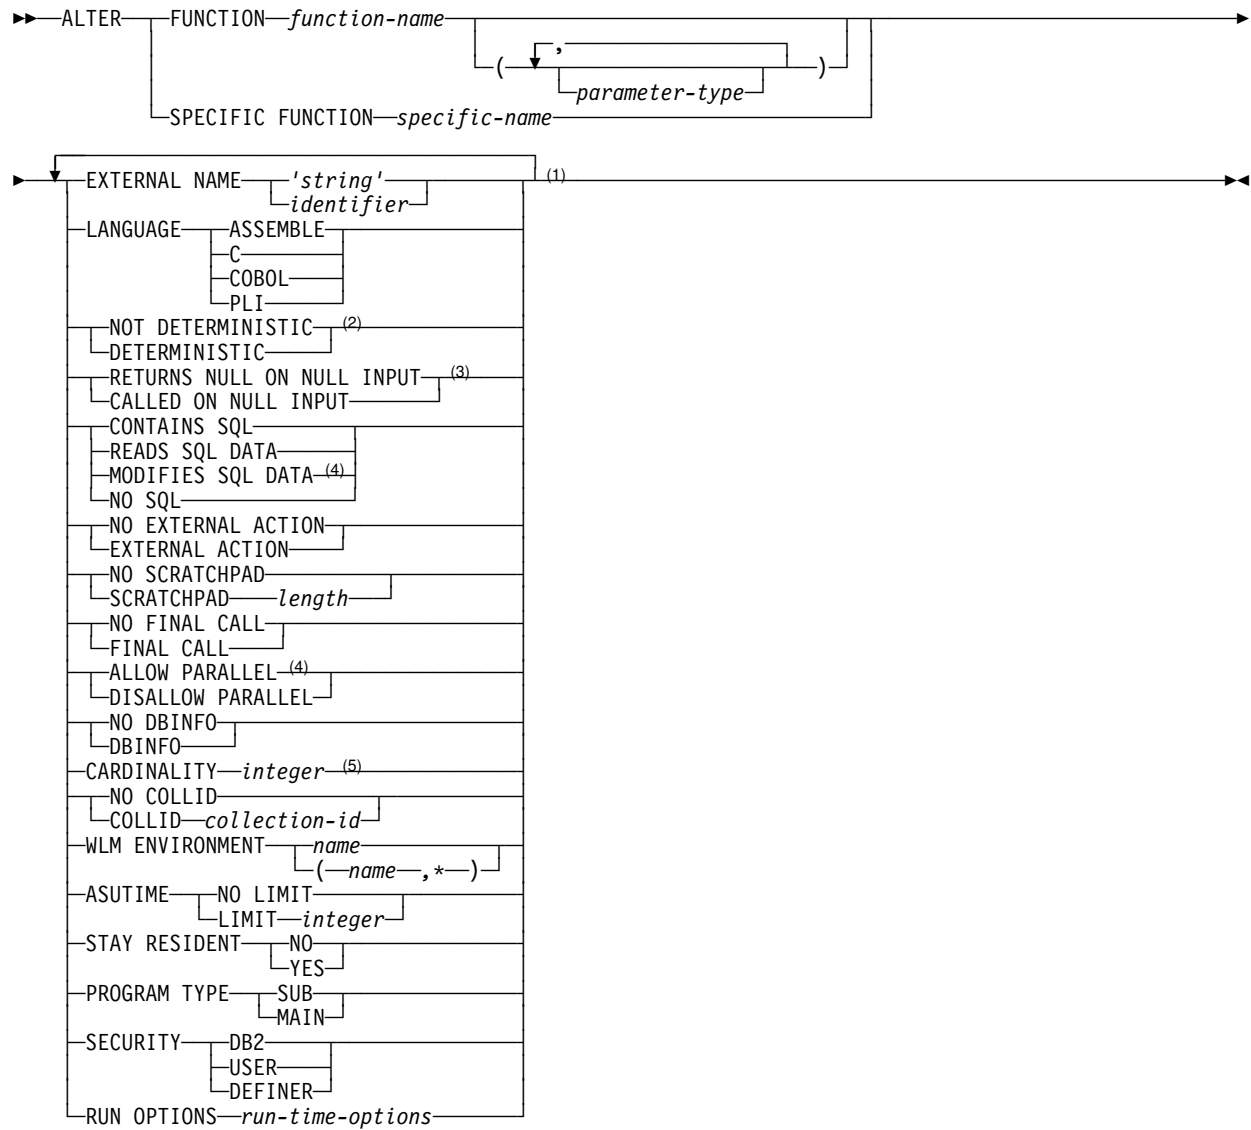 ALTER FUNCTION function-name
,
( )
parameter-type
SPECIFIC FUNCTION specific-name
EXTERNAL NAME 'string' (1)
identifier
LANGUAGE ASSEMBLE
C
COBOL
PLI
NOT DETERMINISTIC (2)
DETERMINISTIC
RETURNS NULL ON NULL INPUT (3)
CALLED ON NULL INPUT
CONTAINS SQL
READS SQL DATA
MODIFIES SQL DATA (4)
NO SQL
NO EXTERNAL ACTION
EXTERNAL ACTION
NO SCRATCHPAD
SCRATCHPAD length
NO FINAL CALL
FINAL CALL
ALLOW PARALLEL (4)
DISALLOW PARALLEL
NO DBINFO
DBINFO
CARDINALITY integer (5)
NO COLLID
COLLID collection-id
WLM ENVIRONMENT name
( name ,* )
ASUTIME NO LIMIT
LIMIT integer
STAY RESIDENT NO
YES
PROGRAM TYPE SUB
MAIN
SECURITY DB2
USER
DEFINER
RUN OPTIONS run-time-options